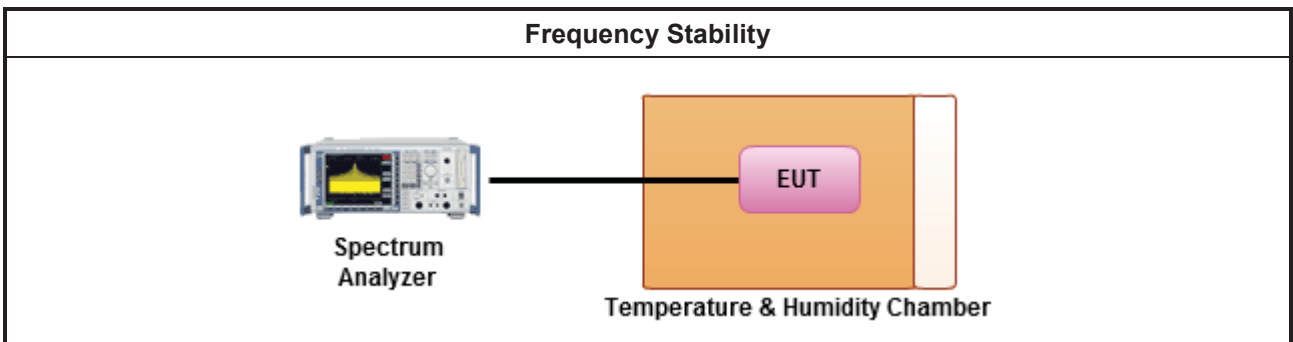 Frequency Stability
EUT
Spectrum
Analyzer
Temperature & Humidity Chamber